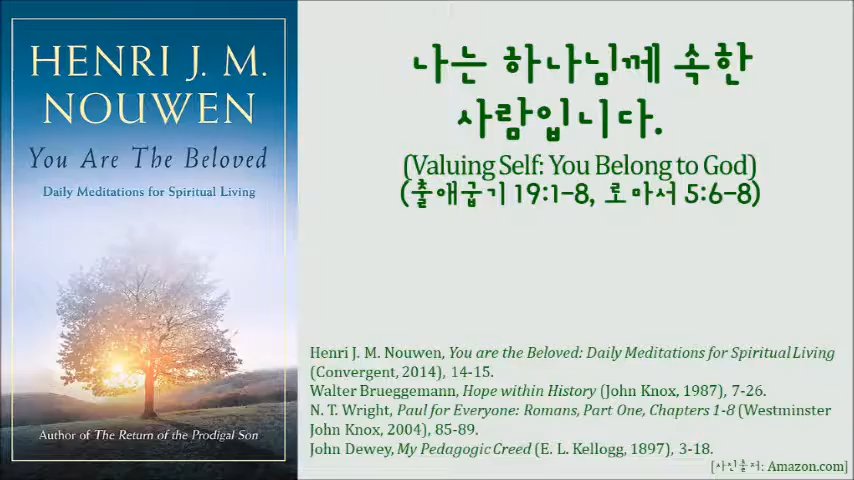 HENRI J. M.
NOUWEN
You Are The Beloved
Daily Meditations for Spiritual Living
Author of The Return of the Prodigal Son
나는 하나님께 속한
사람입니다.
(Valuing Self: You Belong to God)
(출애굽기 19:1-8, 로마서 5:6-8)
Henri J. M. Nouwen, You are the Beloved: Daily Meditations for Spiritual Living
(Convergent, 2014), 14-15.
Walter Brueggemann, Hope within History (John Knox, 1987), 7-26.
N. T. Wright, Paul for Everyone: Romans, Part One, Chapters 1-8 (Westminster
John Knox, 2004), 85-89.
John Dewey, My Pedagogic Creed (E. L. Kellogg, 1897), 3-18.
[사진출처: Amazon.com]